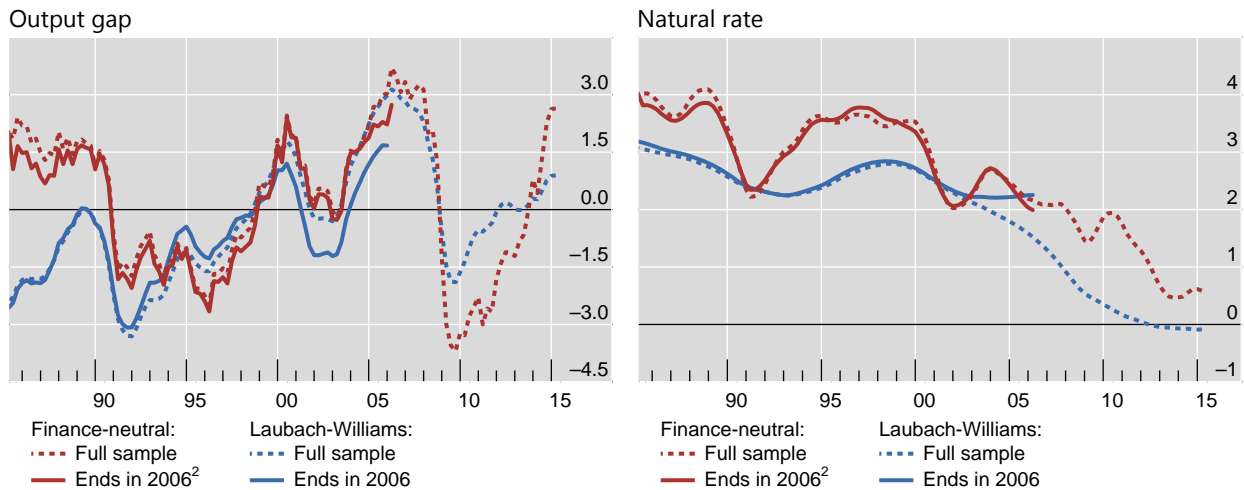 Output gap
3.0
1.5
0.0
–1.5
–3.0
–4.5
90 95 00 05 10 15
Finance-neutral: Laubach-Williams:
Full sample Full sample
Ends in 2006² Ends in 2006
Natural rate
4
3
2
1
0
–1
90 95 00 05 10 15
Finance-neutral: Laubach-Williams:
Full sample Full sample
Ends in 2006² Ends in 2006